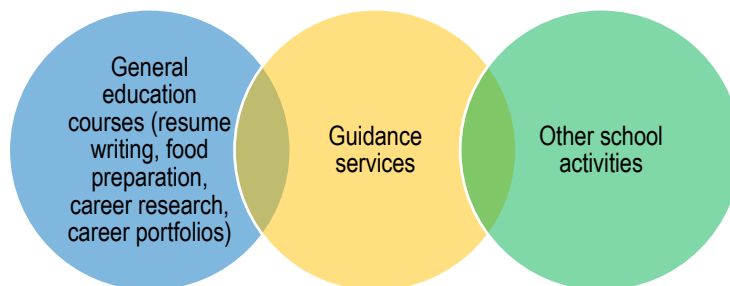 General
education
courses (resume
writing, food
preparation,
career research,
career portfolios)
Guidance
services
Other school
activities